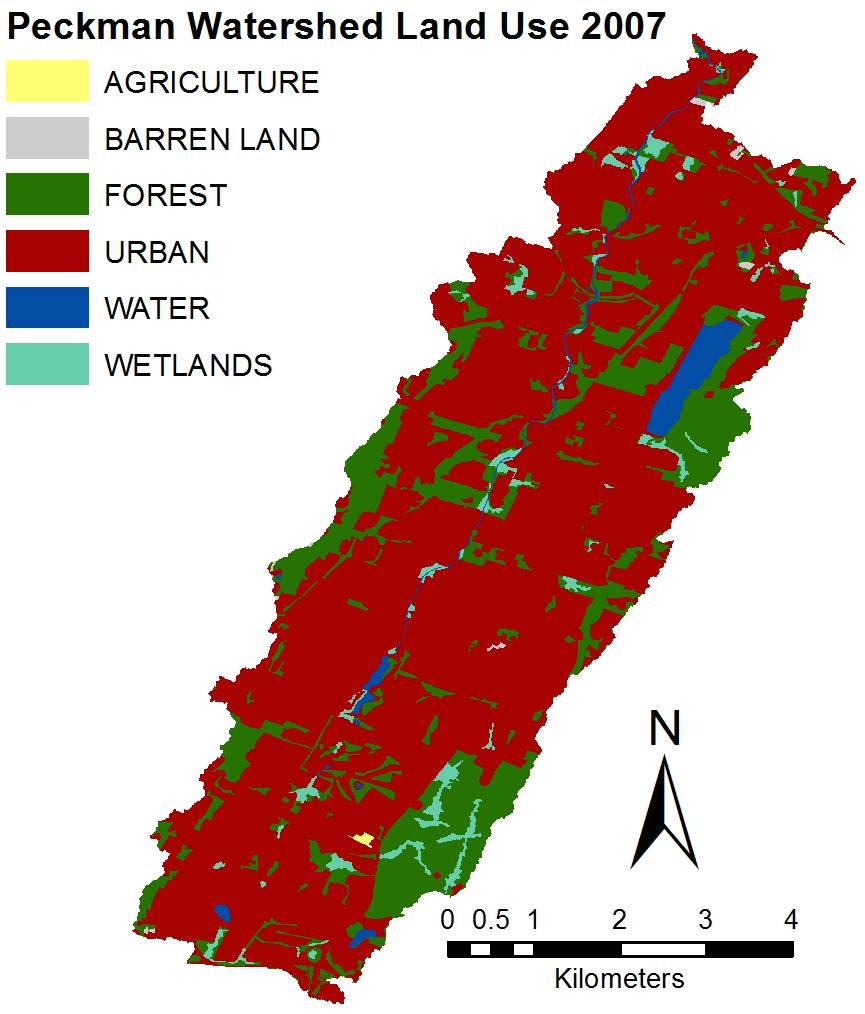 Peckman Watershed Land Use 2007
AGRICULTURE
BARREN LAND
FOREST
URBAN
WATER
WETLANDS
N
0 0.5 1 2 3 4
Kilometers